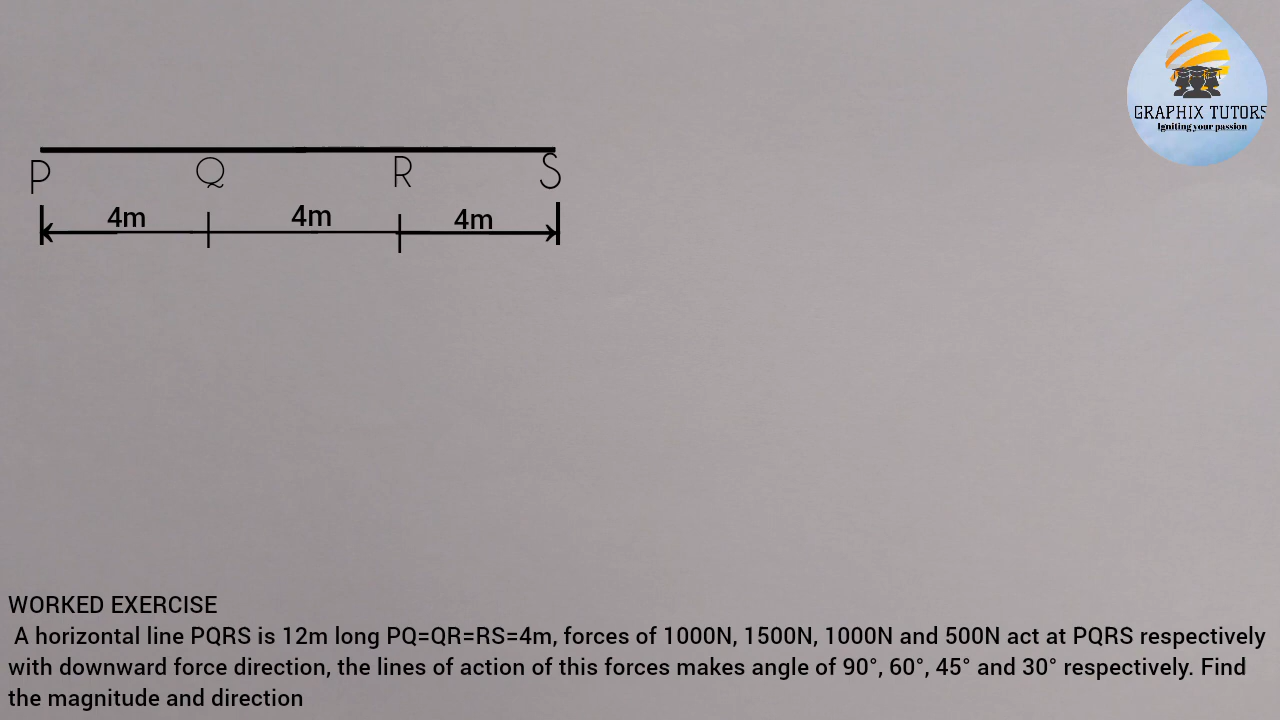 GRAPHIX TUTORS
Igniting your passion
P Q R S
4m 4m 4m
WORKED EXERCISE
A horizontal line PQRS is 12m long PQ=QR=RS=4m, forces of 1000N, 1500N, 1000N and 500N act at PQRS respectively
with downward force direction, the lines of action of this forces makes angle of 90°, 60°, 45° and 30° respectively. Find
the magnitude and direction